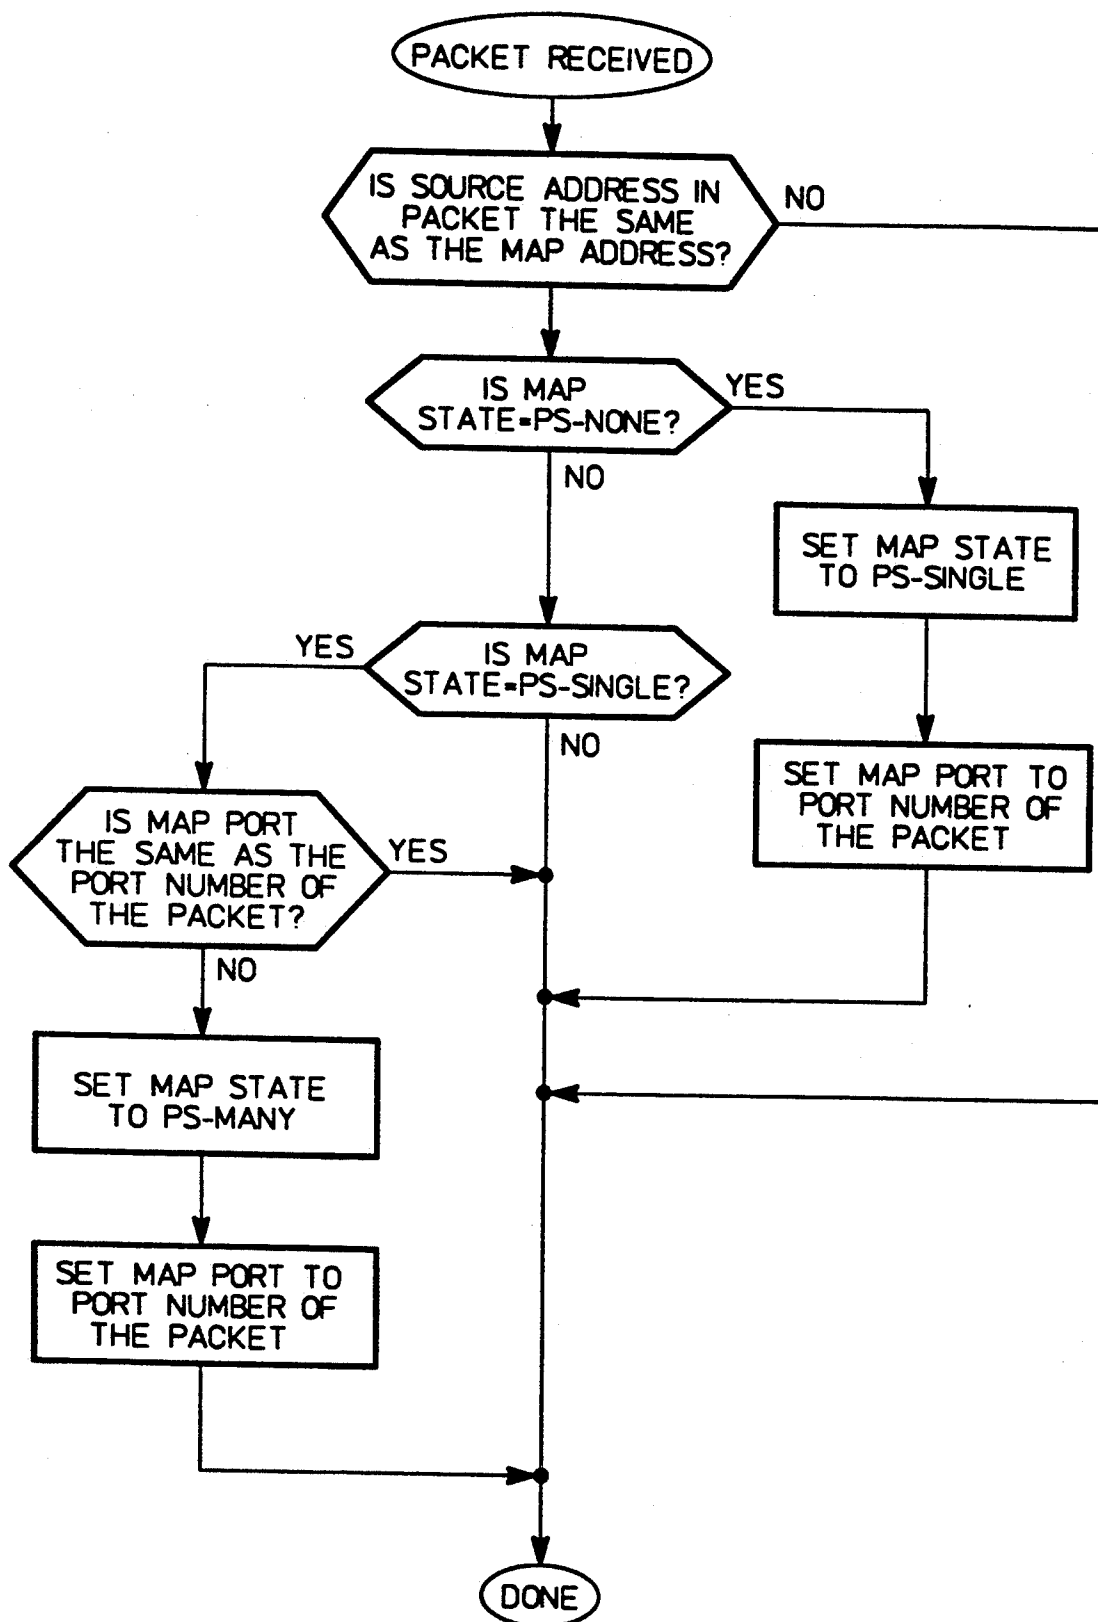 PACKET RECEIVED
IS SOURCE ADDRESS IN
PACKET THE SAME
AS THE MAP ADDRESS?
NO
IS MAP
STATE=PS-NONE?
YES
NO
SET MAP STATE
TO PS-SINGLE
YES
IS MAP
STATE=PS-SINGLE?
NO
SET MAP PORT TO
PORT NUMBER OF
THE PACKET
IS MAP PORT
THE SAME AS THE
PORT NUMBER OF
THE PACKET?
YES
NO
SET MAP STATE
TO PS-MANY
SET MAP PORT TO
PORT NUMBER OF
THE PACKET
DONE